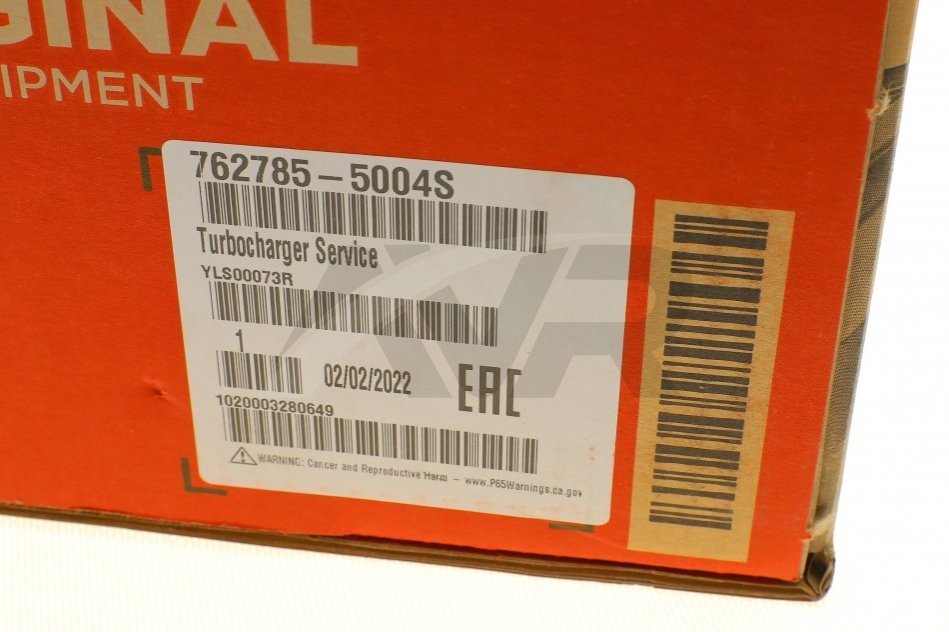 GINAL
IPMENT
762785-5004S
Turbocharger Service
YLS00073R
1
02/02/2022
EAC
1020003280649
WARNING: Cancer and Reproductive Harm - www.P65Warnings.ca.gov